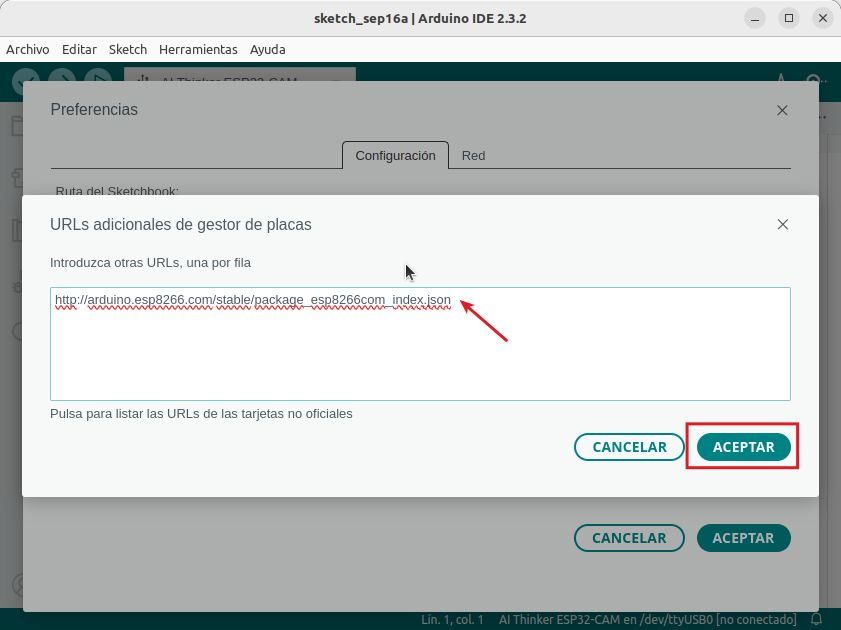 sketch_sep16a | Arduino IDE 2.3.2
Archivo Editar Sketch Herramientas Ayuda
AI Thinker ESP32-CAM
Preferencias
Configuración Red
Ruta del Sketchbook:
URLs adicionales de gestor de placas
Introduzca otras URLs, una por fila
http://arduino.esp8266.com/stable/package_esp8266com_index.json
Pulsa para listar las URLs de las tarjetas no oficiales
CANCELAR ACEPTAR
CANCELAR ACEPTAR
Lín. 1, col. 1 AI Thinker ESP32-CAM en /dev/ttyUSB0 [no conectado]